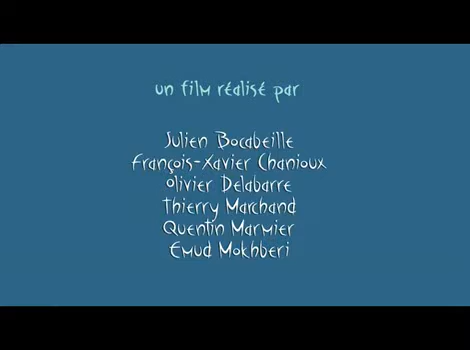 un film réalisé par
Julien Bocabeille
François-Xavier Chanioux
Olivier Delabarre
Thierry Marchand
Quentin Marmier
Emud Mokhberi